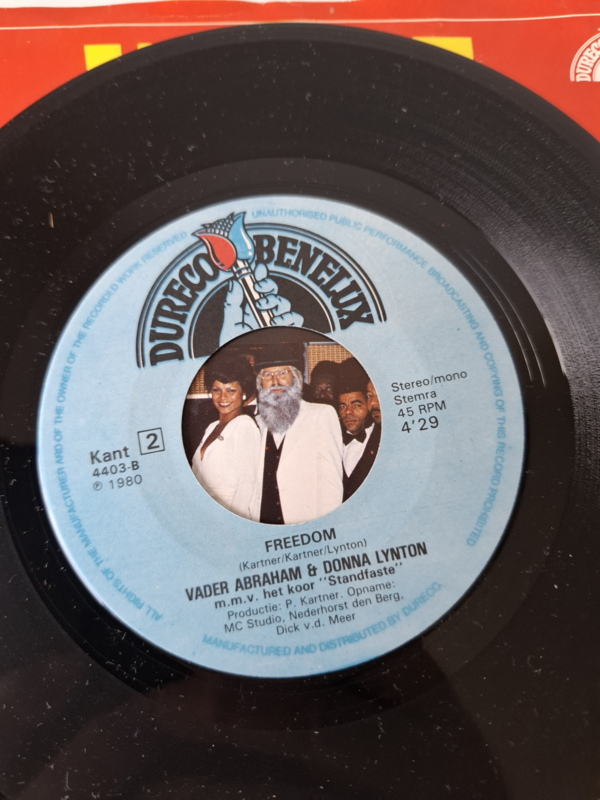 DURECO
DURECO BENELUX
UNAUTHORISED PUBLIC PERFORMANCE BROADCASTING AND COPYING OF THIS RECORD PROHIBITED
ALL RIGHTS OF THE MANUFACTURER AND OF THE OWNER OF THE RECORDED WORK RESERVED
Stereo/mono
Stemra
45 RPM
4'29
Kant 2
4403-B
℗ 1980
FREEDOM
(Kartner/Kartner/Lynton)
VADER ABRAHAM & DONNA LYNTON
m.m.v. het koor "Standfaste"
Productie: P. Kartner. Opname:
MC Studio, Nederhorst den Berg,
Dick v.d. Meer
MANUFACTURED AND DISTRIBUTED BY DURECO.